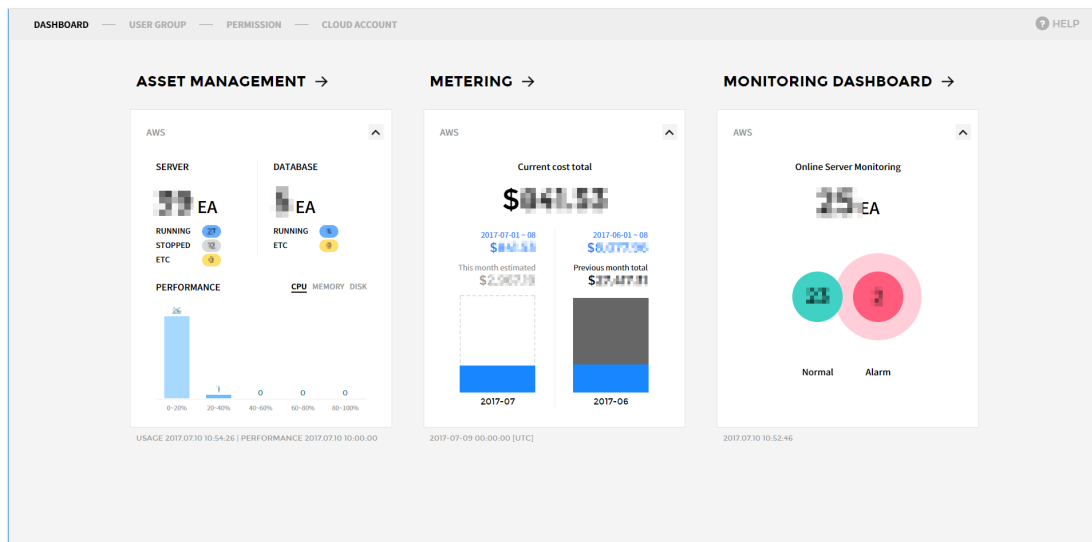 DASHBOARD — USER GROUP — PERMISSION — CLOUD ACCOUNT
HELP
ASSET MANAGEMENT →
AWS
SERVER
EA
RUNNING
STOPPED
ETC
DATABASE
EA
RUNNING
ETC
PERFORMANCE
CPU MEMORY DISK
26
1
0
0
0
0~20% 20~40% 40~60% 60~80% 80~100%
USAGE 2017.07.10 10:54:26 | PERFORMANCE 2017.07.10 10:00:00
METERING →
AWS
Current cost total
$
2017-07-01 ~ 08
$
This month estimated
$
2017-06-01 ~ 08
$
Previous month total
$
2017-07
2017-06
2017-07-09 00:00:00 [UTC]
MONITORING DASHBOARD →
AWS
Online Server Monitoring
EA
Normal
Alarm
2017.07.10 10:52:46